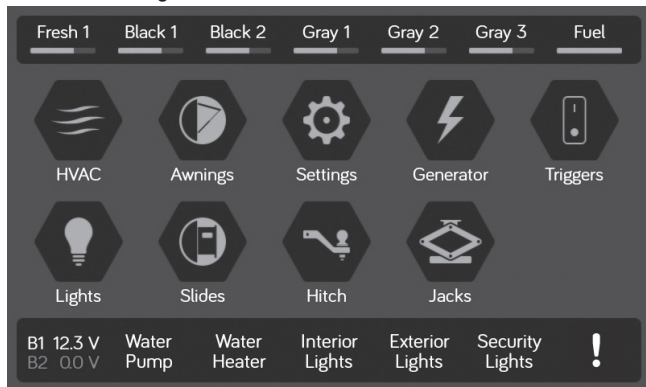 Fresh 1 Black 1 Black 2 Gray 1 Gray 2 Gray 3 Fuel
HVAC Awnings Settings Generator Triggers
Lights Slides Hitch Jacks
B1 12.3 V Water Water Interior Exterior Security !
B2 0.0 V Pump Heater Lights Lights Lights